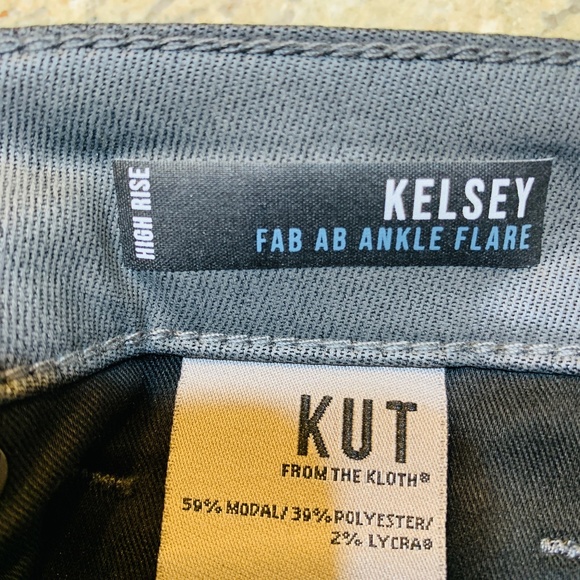 HIGH RISE
KELSEY
FAB AB ANKLE FLARE
KUT
FROM THE KLOTH®
59% MODAL/39%POLYESTER/
2% LYCRA®